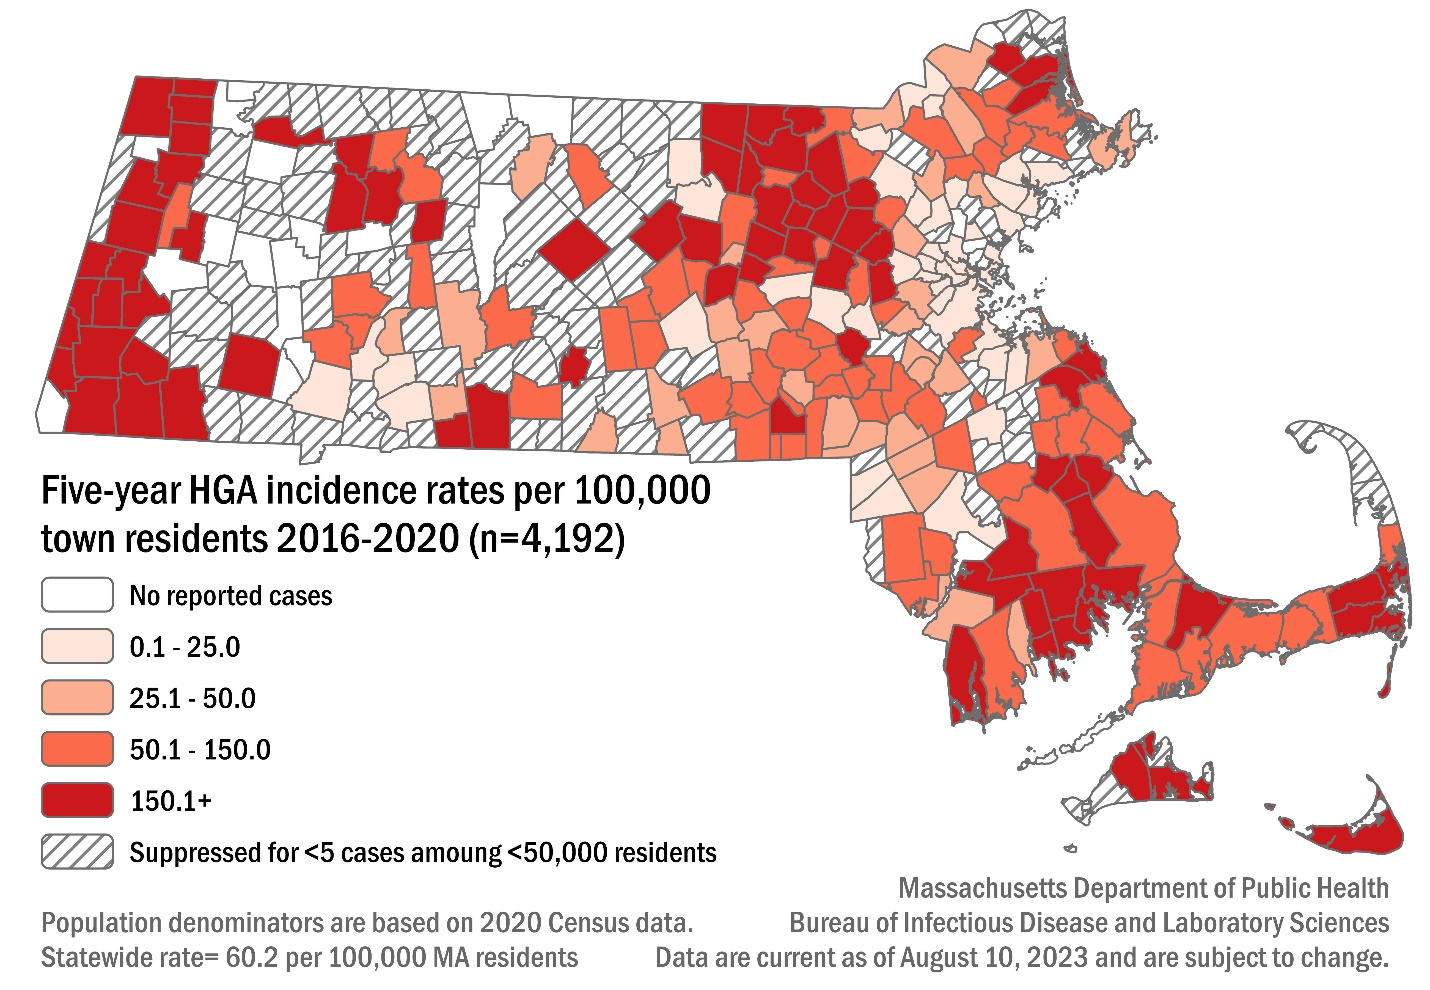 Five-year HGA incidence rates per 100,000
town residents 2016-2020 (n=4,192)
No reported cases
0.1 - 25.0
25.1 - 50.0
50.1 - 150.0
150.1+
Suppressed for <5 cases amoung <50,000 residents
Population denominators are based on 2020 Census data.
Statewide rate= 60.2 per 100,000 MA residents
Massachusetts Department of Public Health
Bureau of Infectious Disease and Laboratory Sciences
Data are current as of August 10, 2023 and are subject to change.